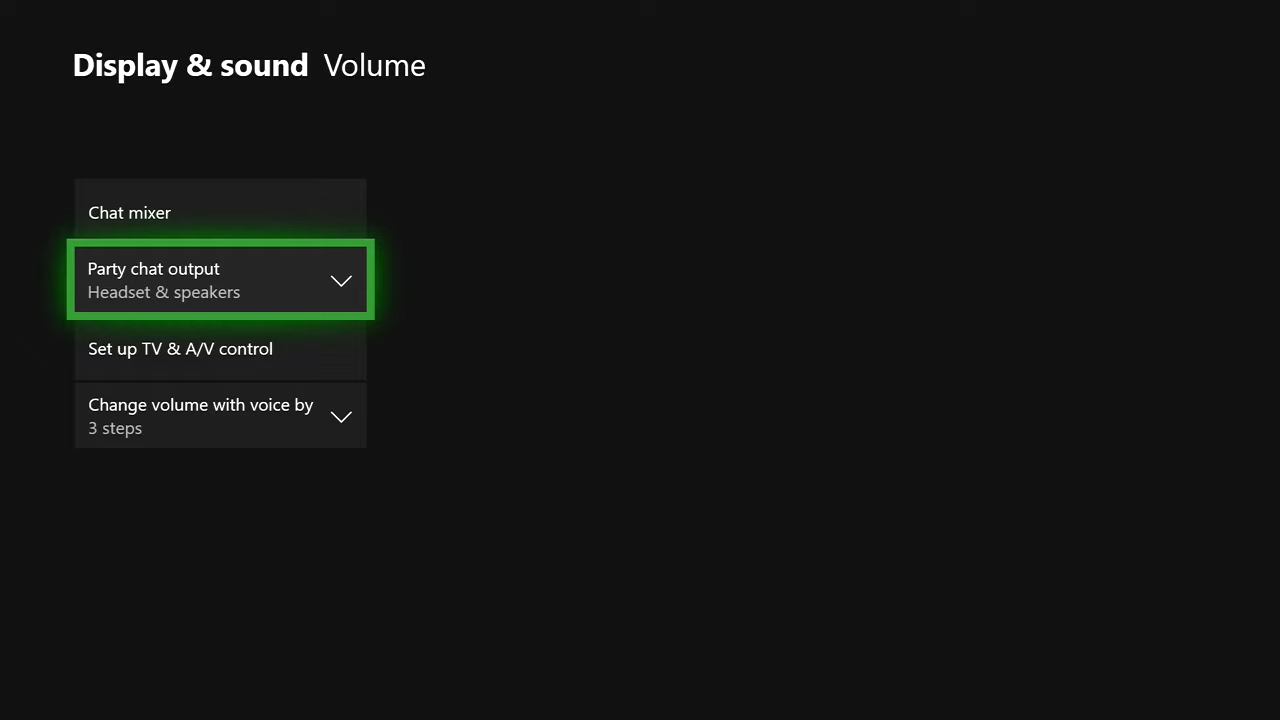 Display & sound Volume
Chat mixer
Party chat output
Headset & speakers
Set up TV & A/V control
Change volume with voice by
3 steps